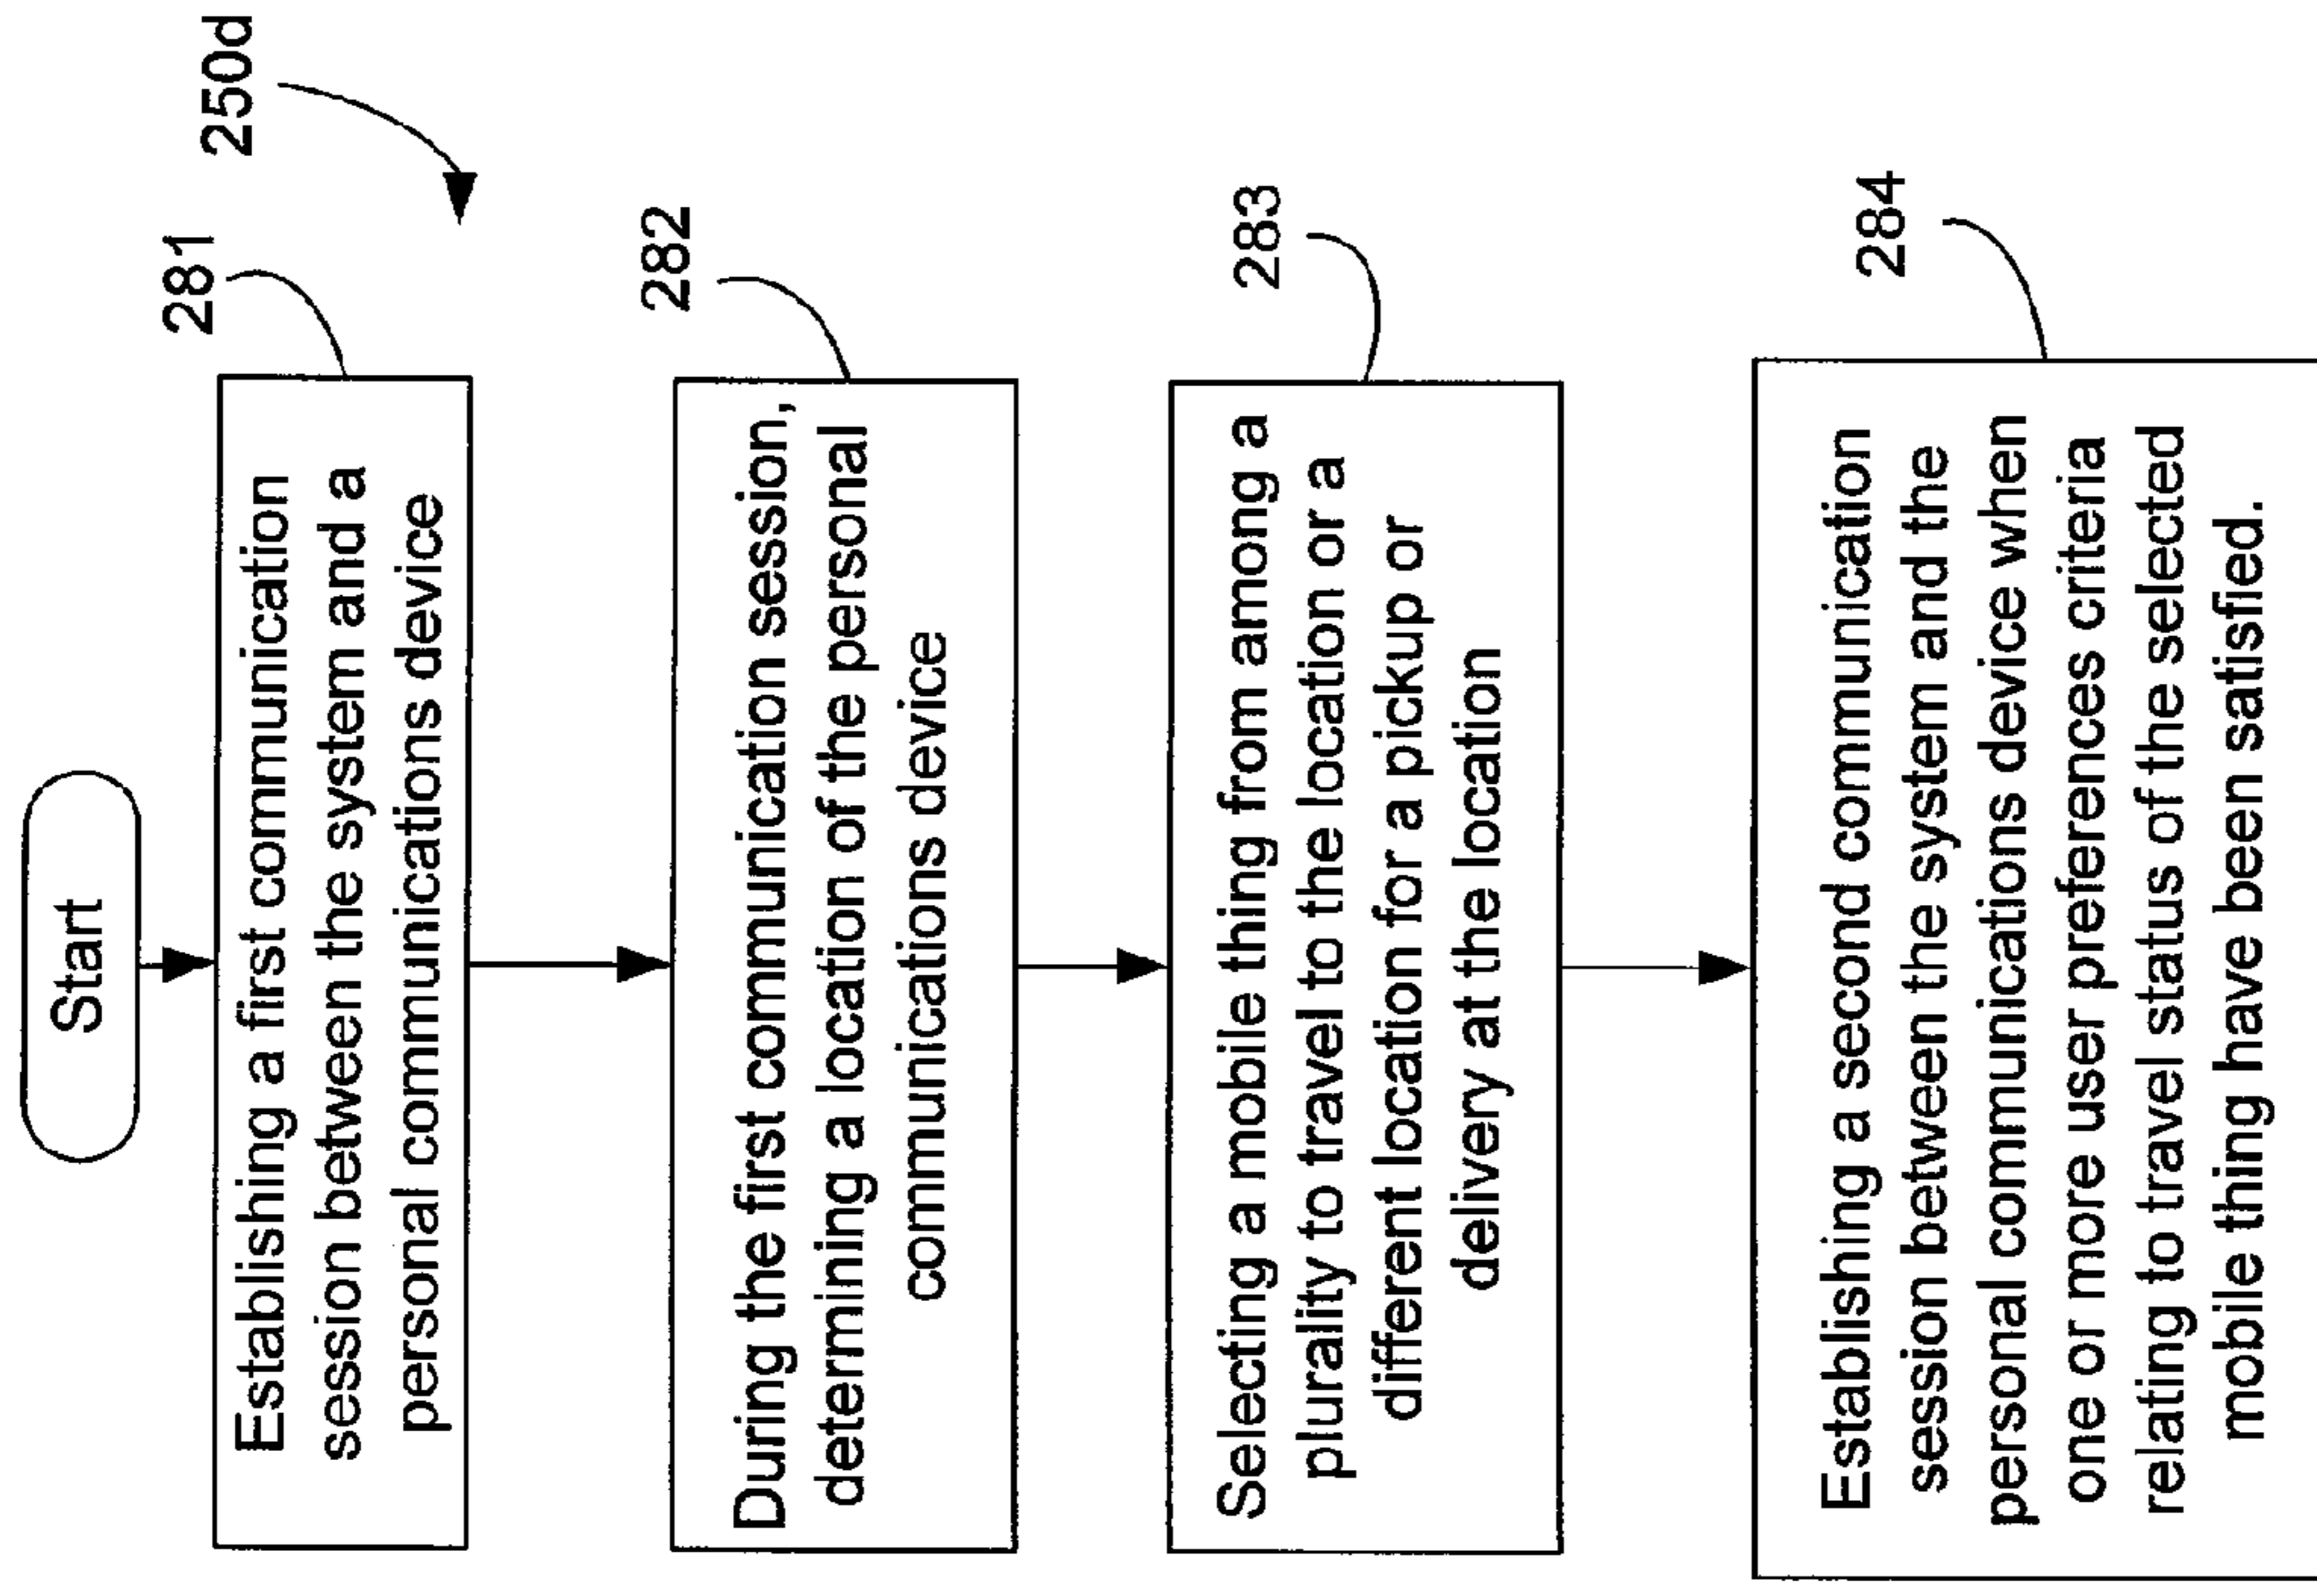 Start
250d
281
Establishing a first communication
session between the system and a
personal communications device
282
During the first communication session,
determining a location of the personal
communications device
283
Selecting a mobile thing from among a
plurality to travel to the location or a
different location for a pickup or
delivery at the location
284
Establishing a second communication
session between the system and the
personal communications device when
one or more user preferences criteria
relating to travel status of the selected
mobile thing have been satisfied.